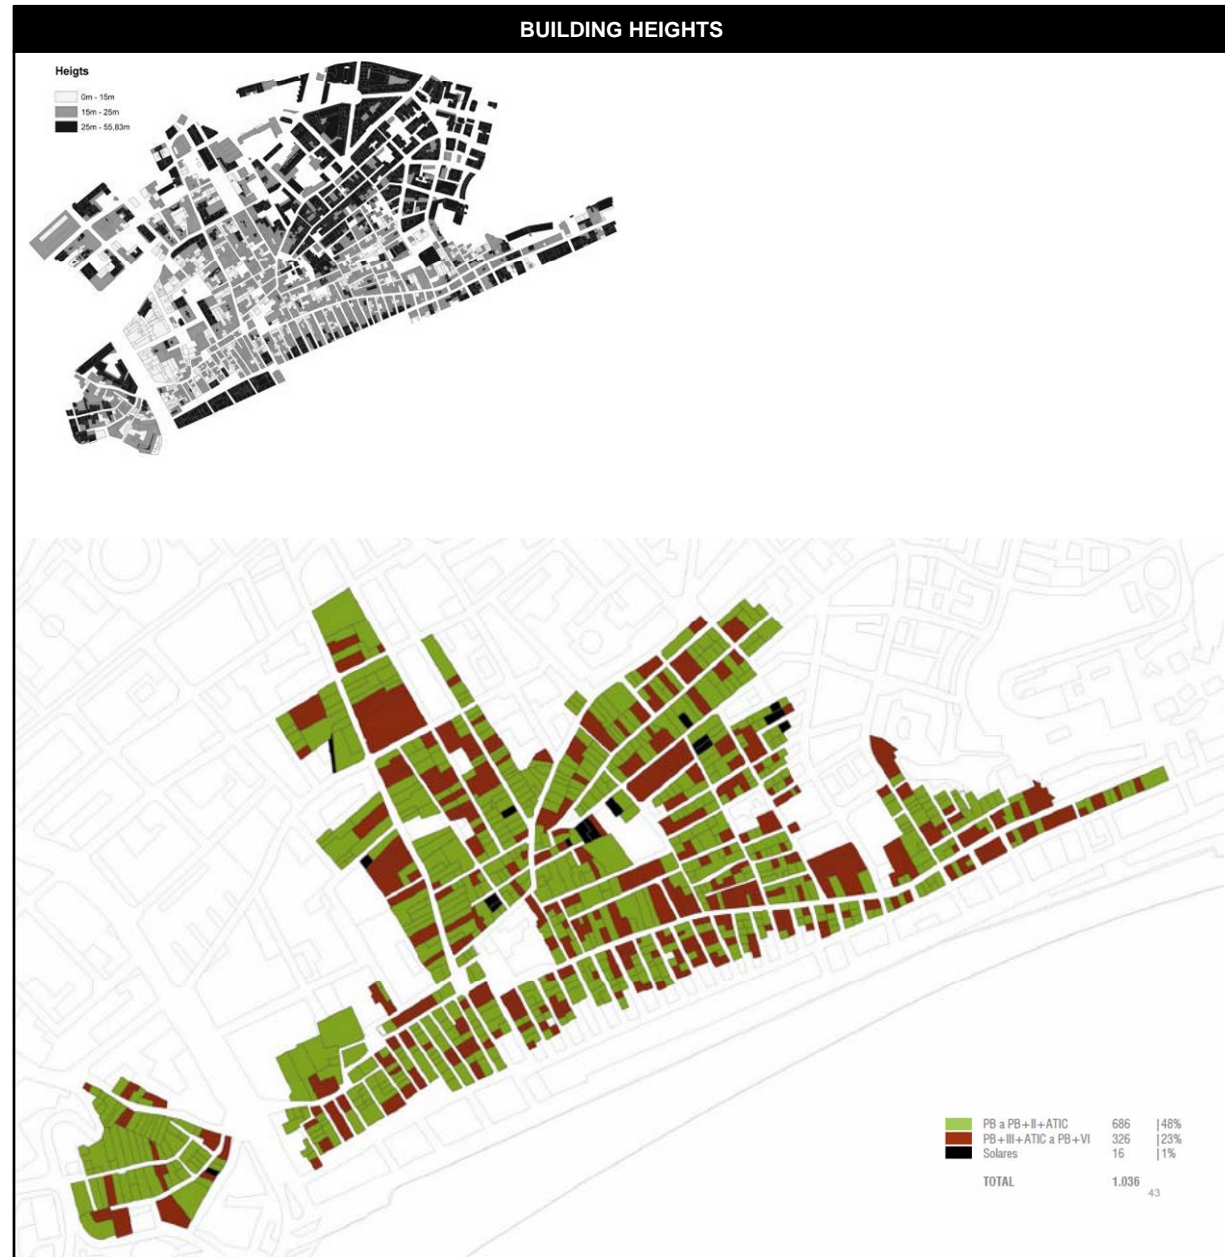 BUILDING HEIGHTS
Heigts
0m - 15m
15m - 25m
25m - 55,83m
PB a PB+II+ATIC 686 |48%
PB+III+ATIC a PB+VI 326 |23%
Solares 16 |1%
TOTAL 1.036
43